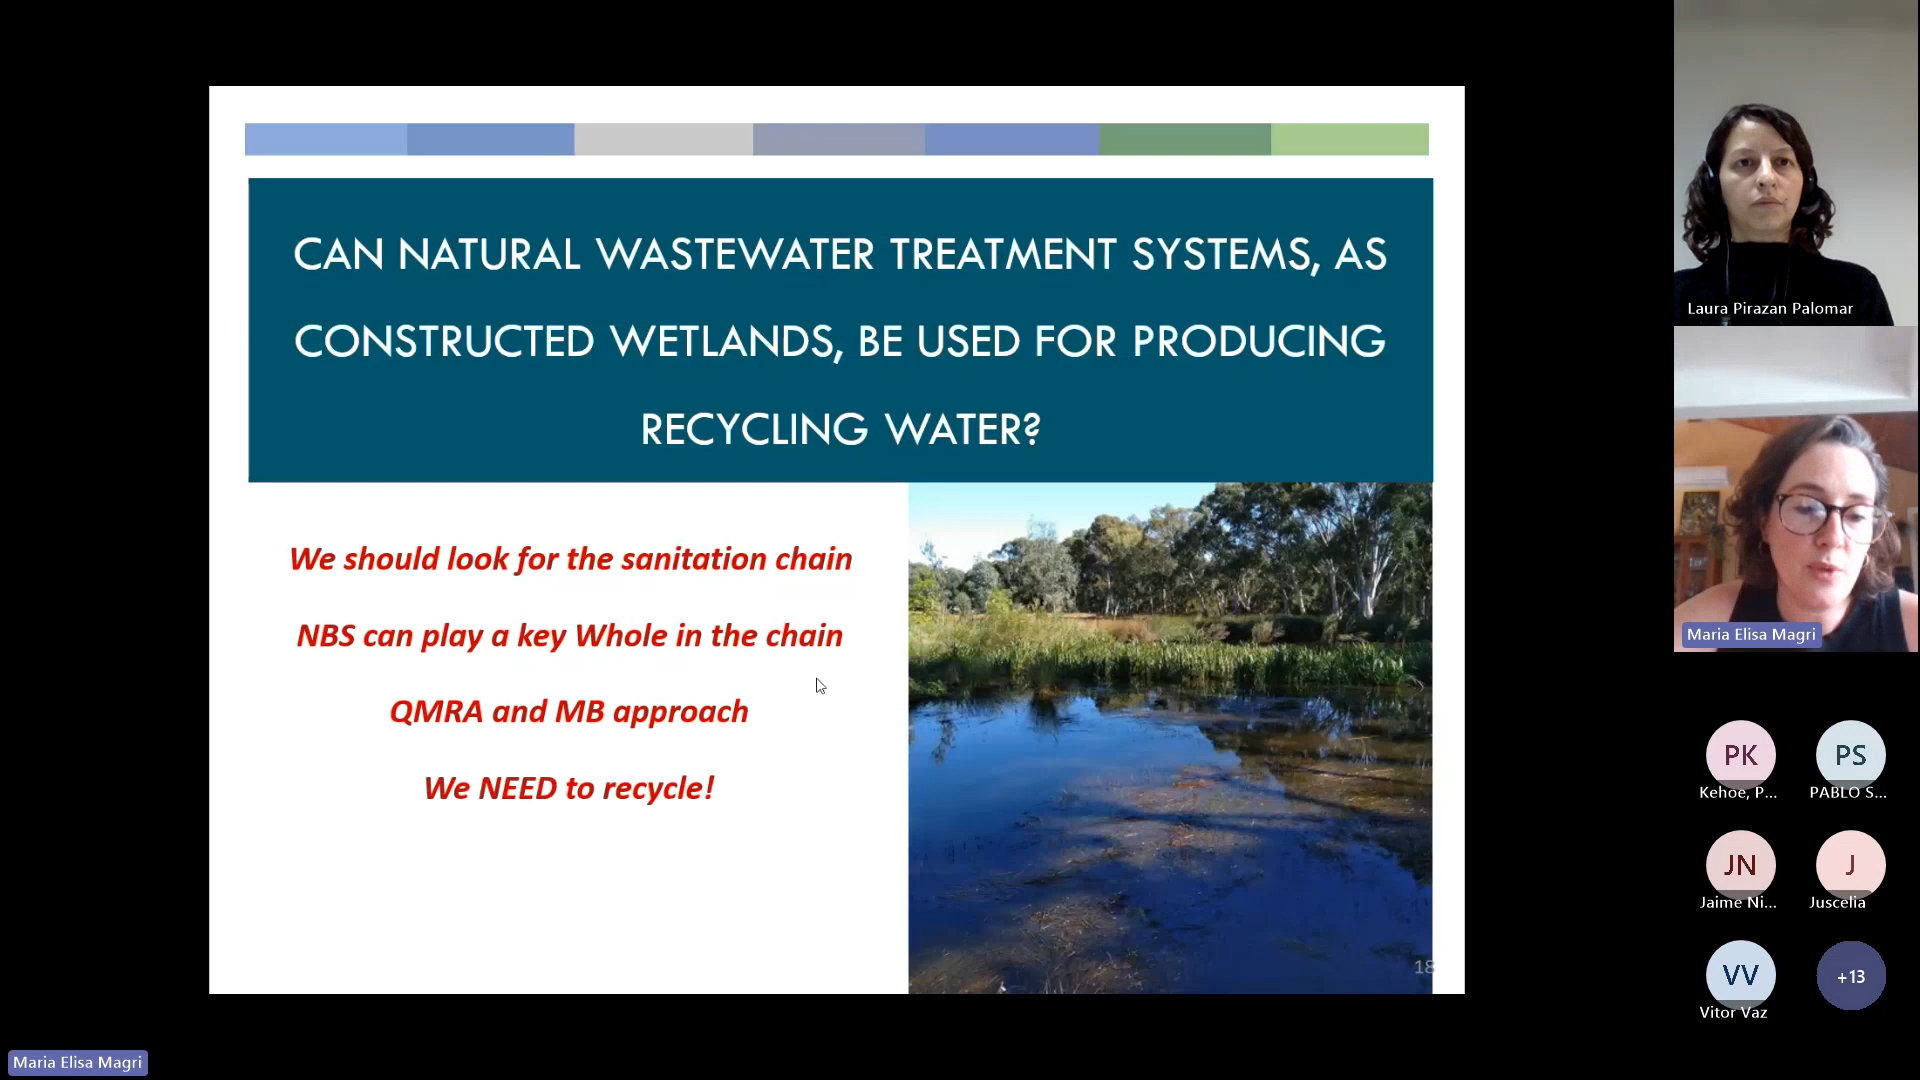 CAN NATURAL WASTEWATER TREATMENT SYSTEMS, AS
CONSTRUCTED WETLANDS, BE USED FOR PRODUCING
RECYCLING WATER?
We should look for the sanitation chain
NBS can play a key Whole in the chain
QMRA and MB approach
We NEED to recycle!
18
Laura Pirazan Palomar
Maria Elisa Magri
PK
Kehoe, P...
PS
PABLO S...
JN
Jaime Ni...
J
Juscelia
VV
Vitor Vaz
+13
Maria Elisa Magri